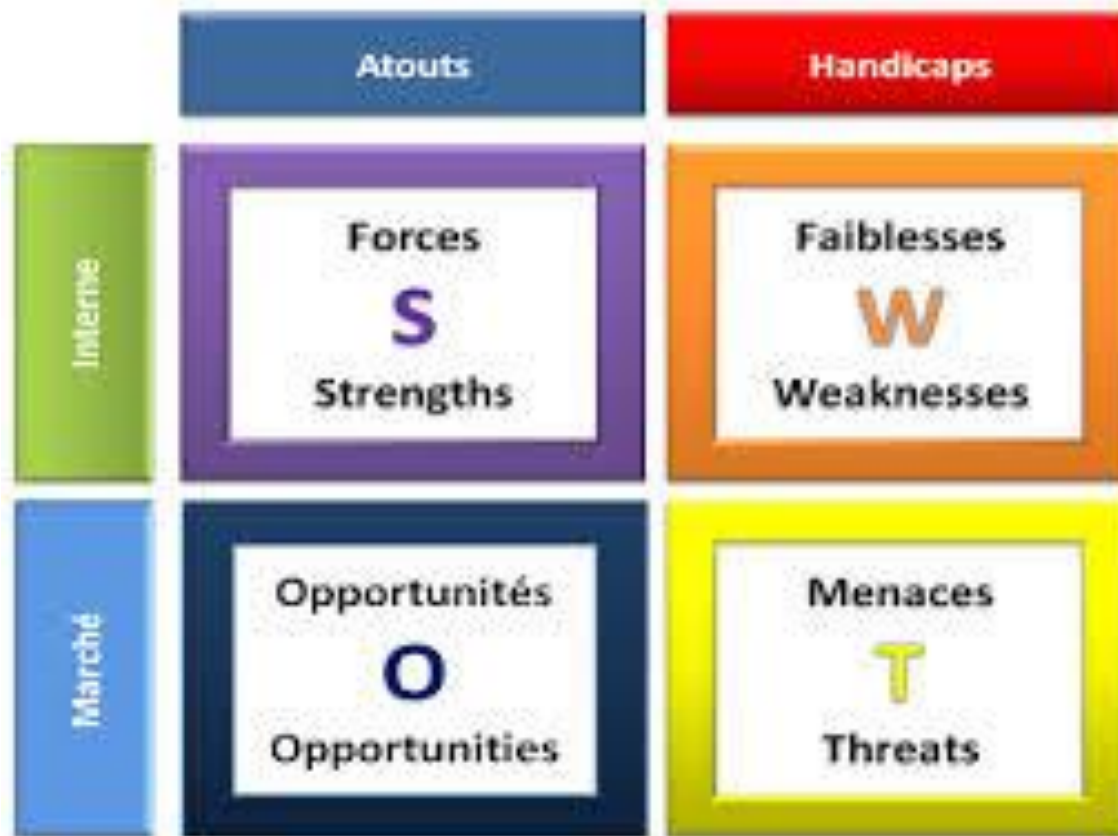 Atouts
Handicaps
Interne
Forces
S
Strengths
Faiblesses
W
Weaknesses
Marché
Opportunités
O
Opportunities
Menaces
T
Threats